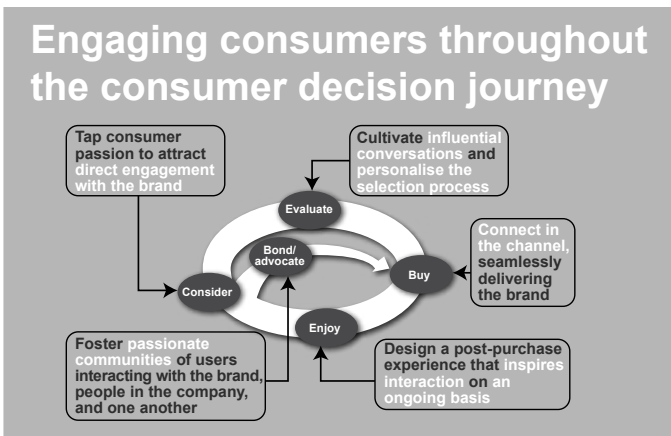 Engaging consumers throughout
the consumer decision journey
Tap consumer
passion to attract
direct engagement
with the brand
Cultivate influential
conversations and
personalise the
selection process
Evaluate
Bond/
advocate
Consider
Buy
Enjoy
Connect in
the channel,
seamlessly
delivering
the brand
Foster passionate
communities of users
interacting with the brand,
people in the company,
and one another
Design a post-purchase
experience that inspires
interaction on an
ongoing basis